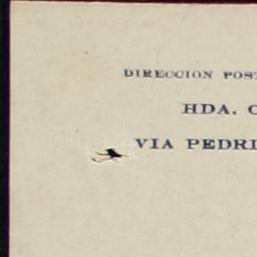 DIRECCION POST
HDA. C
VIA PEDRI